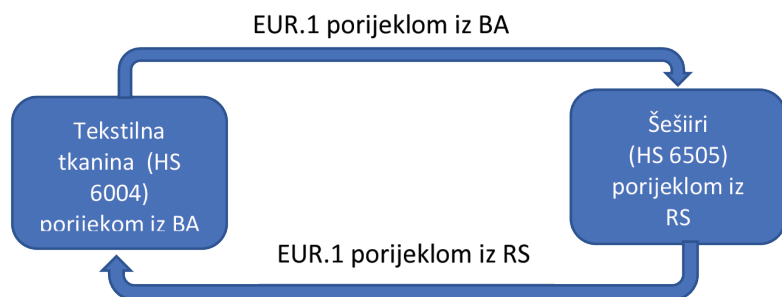 EUR.1 porijeklom iz BA
Tekstilna
tkanina (HS
6004)
porijekom iz BA
Šešiiri
(HS 6505)
porijeklom iz
RS
EUR.1 porijeklom iz RS